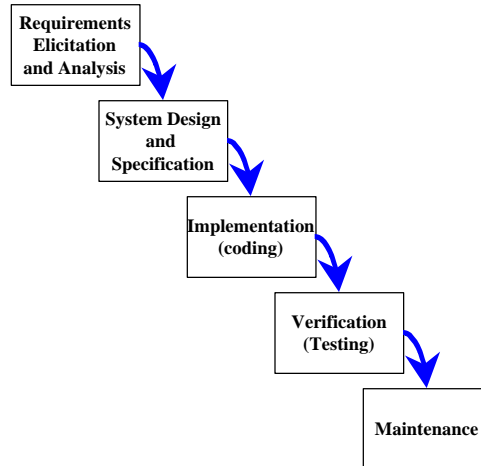 Requirements
Elicitation
and Analysis
System Design
and
Specification
Implementation
(coding)
Verification
(Testing)
Maintenance